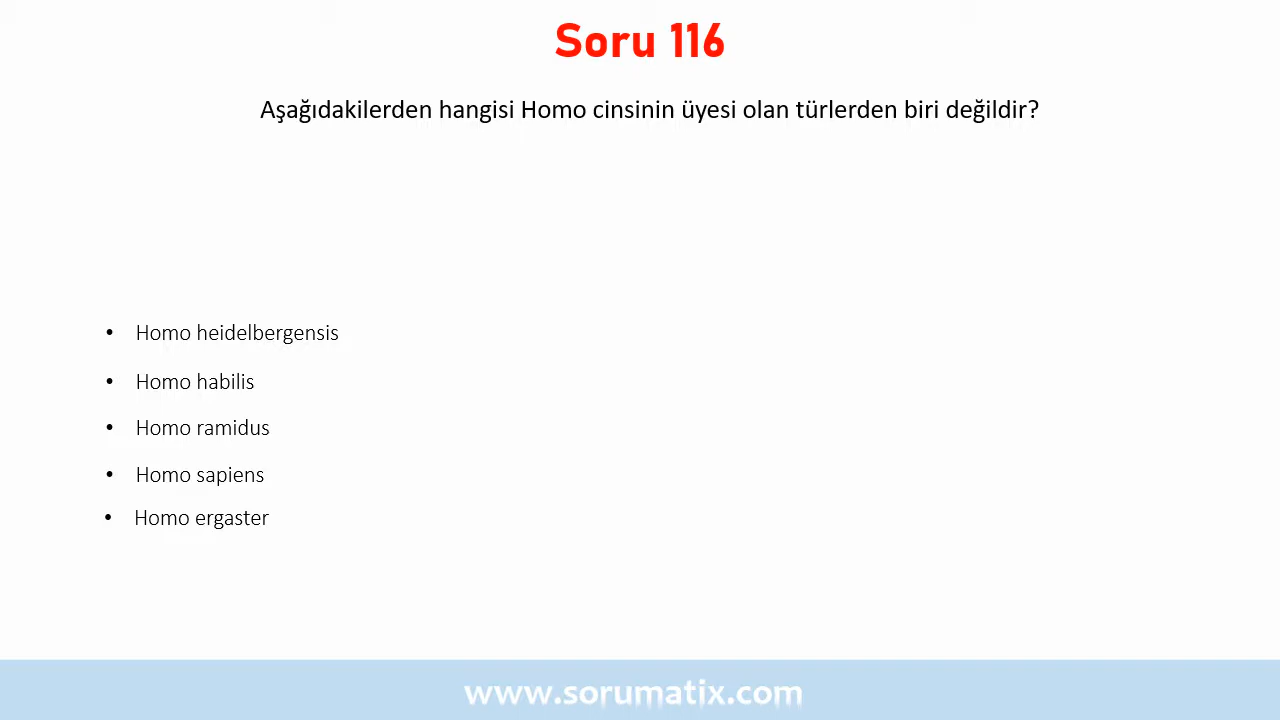 Soru 116
Aşağıdakilerden hangisi Homo cinsinin üyesi olan türlerden biri değildir?
• Homo heidelbergensis
• Homo habilis
• Homo ramidus
• Homo sapiens
• Homo ergaster
www.sorumatix.com